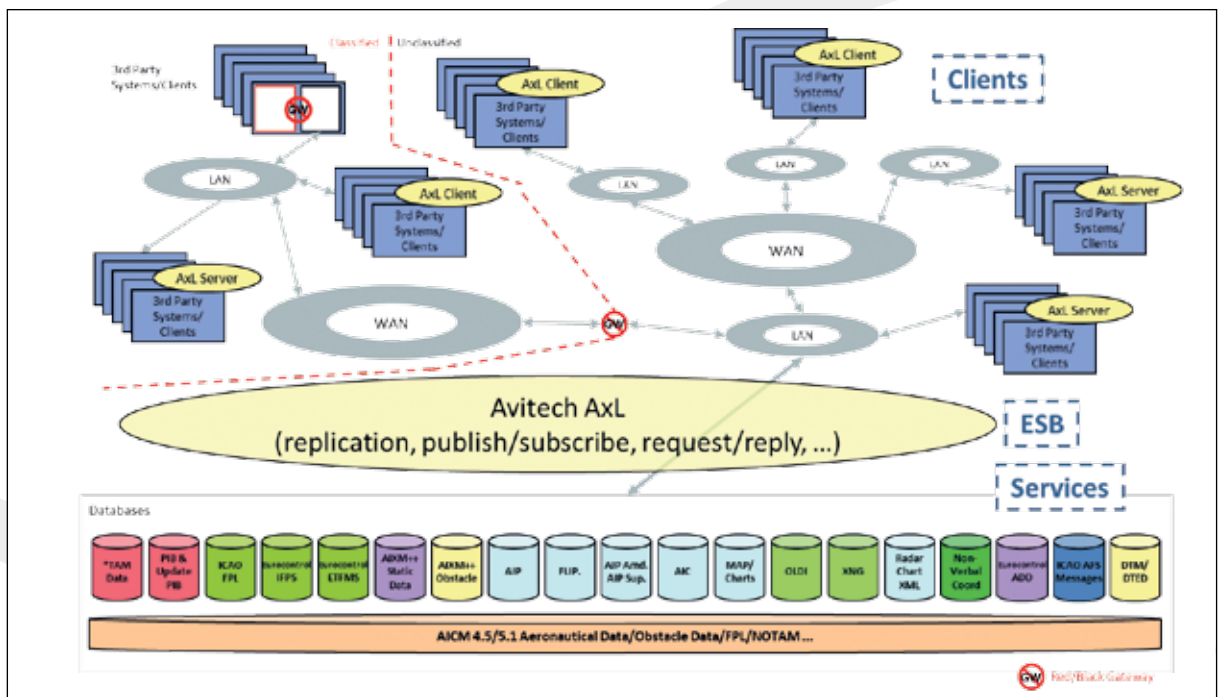 Classified
Unclassified
3rd Party
Systems/Clients
GW
AxL Client
3rd Party
Systems/
Clients
AxL Client
3rd Party
Systems/
Clients
Clients
LAN
LAN
LAN
LAN
AxL Client
3rd Party
Systems/
Clients
AxL Server
3rd Party
Systems/
Clients
WAN
AxL Server
3rd Party
Systems/
Clients
WAN
GW
LAN
AxL Server
3rd Party
Systems/
Clients
Avitech AxL
(replication, publish/subscribe, request/reply, ...)
ESB
Services
Databases
*TAM
Data
PIB &
Update
PIB
ICAO
FPL
Eurocontrol
IFPS
Eurocontrol
ETFMS
AIXM++
Static
Data
AIXM++
Obstacle
AIP
FLIP.
AIP Amd.
AIP Sup.
AIC
MAP/
Charts
OLDI
XNG
Radar
Chart
XML
Non-
Verbal
Coord
Eurocontrol
ADO
ICAO AFS
Messages
DTM/
DTED
AICM 4.5/5.1 Aeronautical Data/Obstacle Data/FPL/NOTAM ...
GW Red/Black Gateway